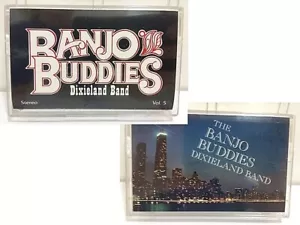 BANJO
BUDDIES
Dixieland Band
Stereo
Vol 5
THE
BANJO
BUDDIES
DIXIELAND BAND